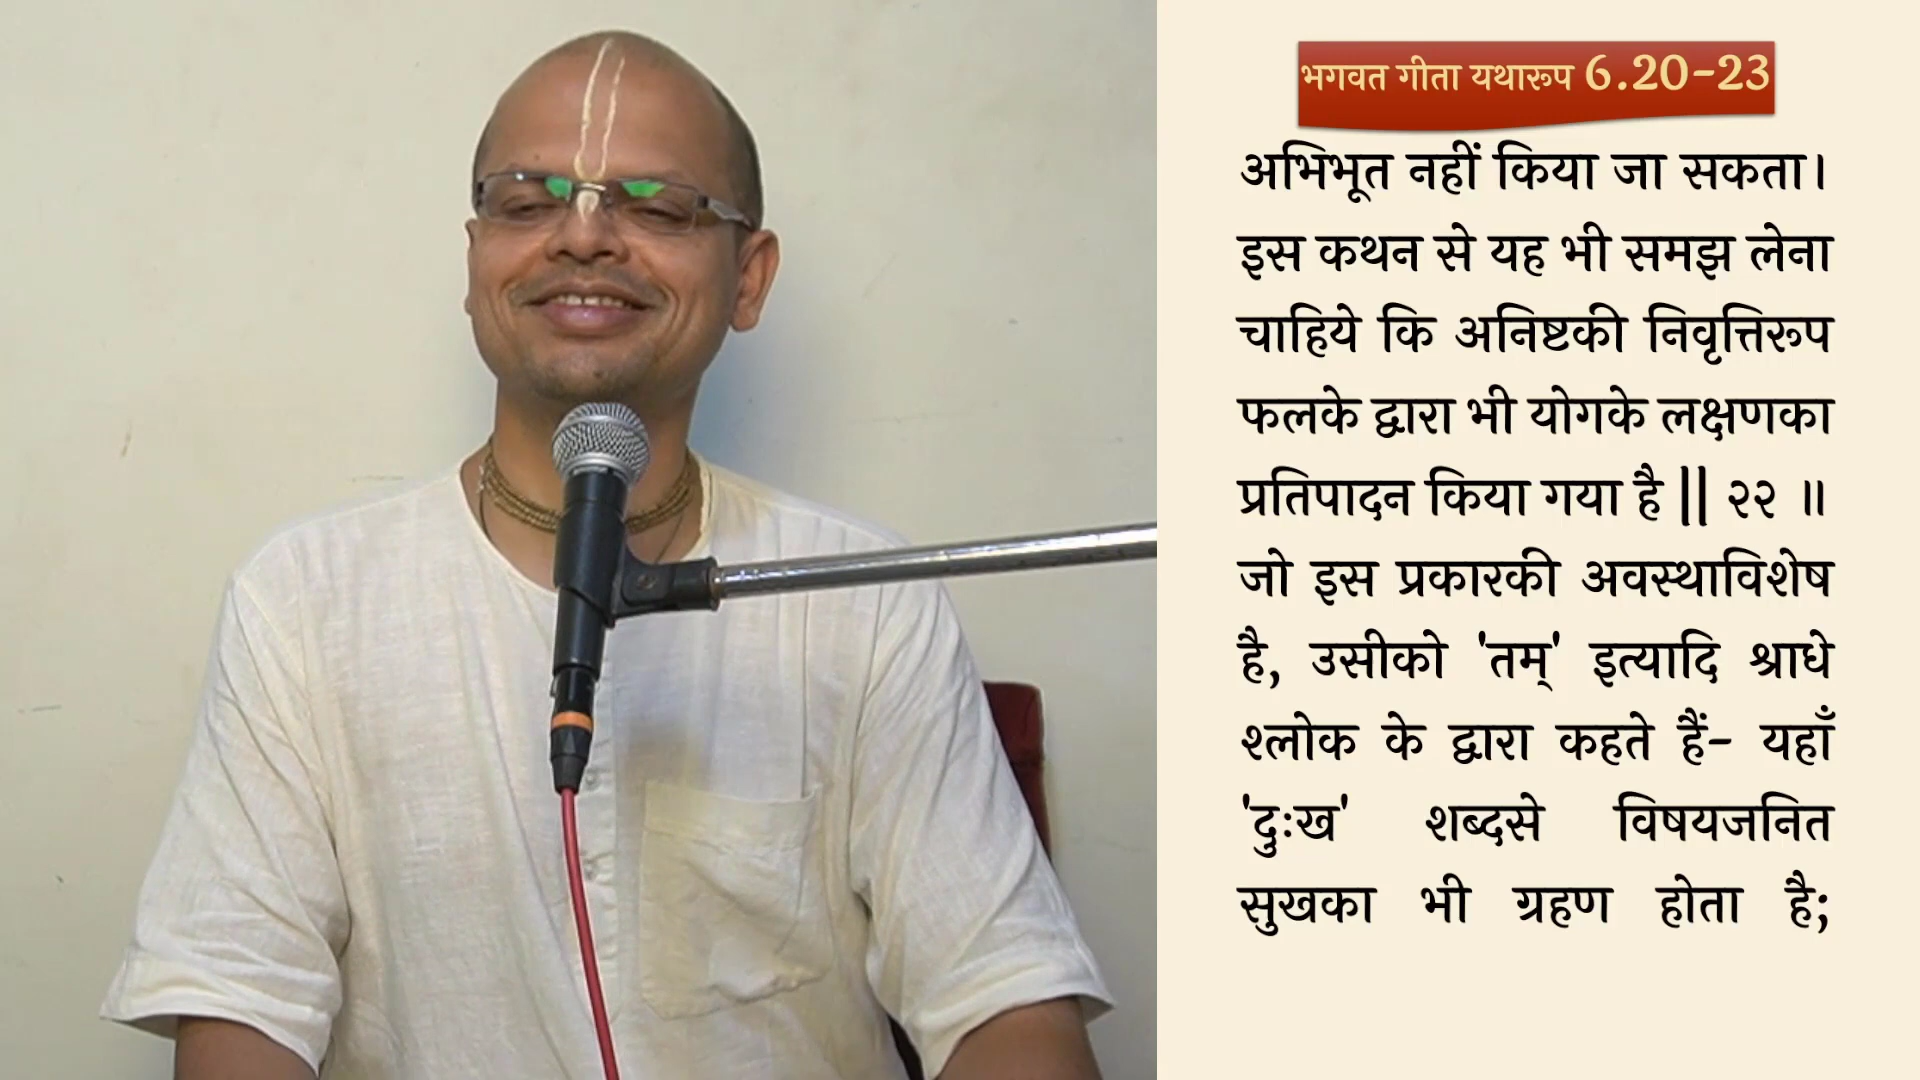 भगवत गीता यथारूप 6.20-23
अभिभूत नहीं किया जा सकता।
इस कथन से यह भी समझ लेना
चाहिये कि अनिष्टकी निवृत्तिरूप
फलके द्वारा भी योगके लक्षणका
प्रतिपादन किया गया है || २२ ॥
जो इस प्रकारकी अवस्थाविशेष
है, उसीको 'तम्' इत्यादि श्राधे
श्लोक के द्वारा कहते हैं- यहाँ
'दुःख' शब्दसे विषयजनित
सुखका भी ग्रहण होता है;